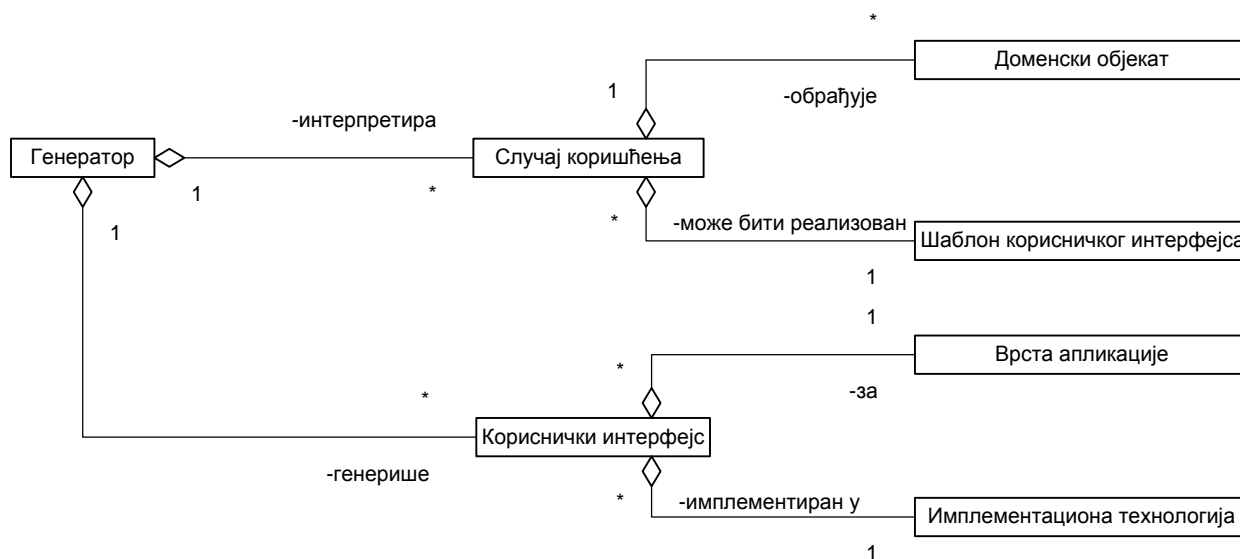 *
Доменски објекат
1
-обрађује
-интерпретира
Генератор
Случај коришћења
1
*
*
1
-може бити реализован
Шаблон корисничког интерфејса
1
1
Врста апликације
*
-за
*
Кориснички интерфејс
-генерише
*
-имплементиран у
Имплементациона технологија
1